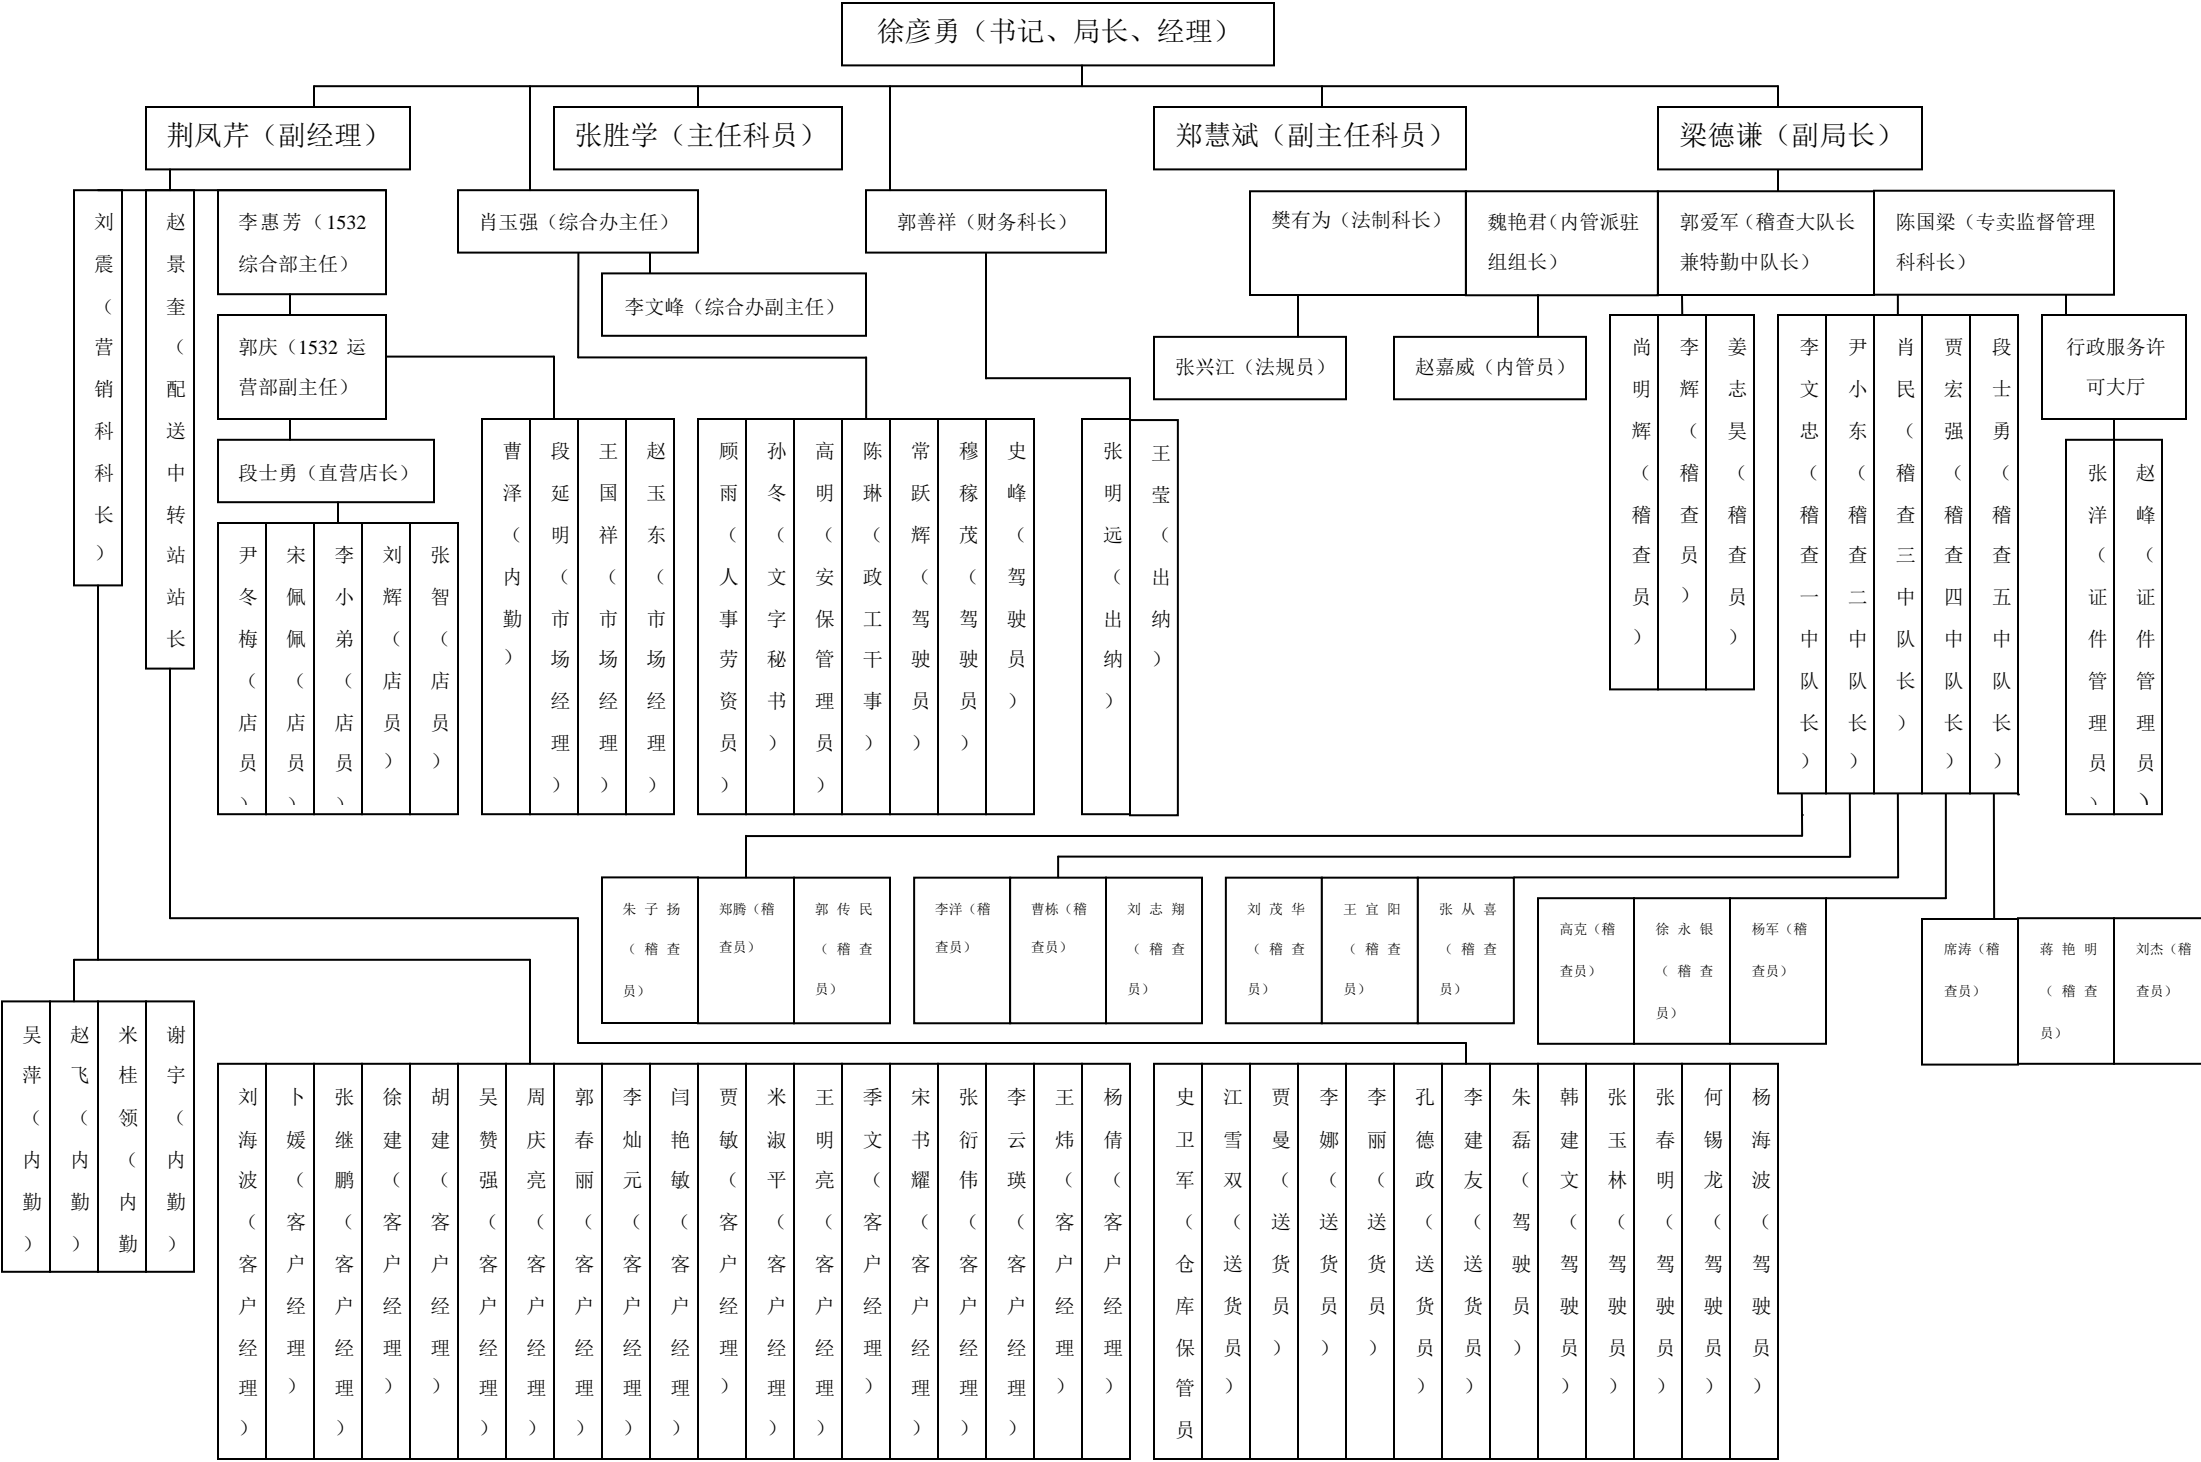 徐彦勇（书记、局长、经理）
荆凤芹（副经理）
张胜学（主任科员）
郑慧斌（副主任科员）
梁德谦（副局长）
刘震（营销科科长）
赵景奎（配送中转站站长
李惠芳（1532
综合部主任）
肖玉强（综合办主任）
郭善祥（财务科长）
樊有为（法制科长）
魏艳君（内管派驻
组组长）
郭爱军（稽查大队长
兼特勤中队长）
陈国梁（专卖监督管理
科科长）
李文峰（综合办副主任）
郭庆（1532 运
营部副主任）
张兴江（法规员）
赵嘉威（内管员）
尚明辉（稽查员）
李辉（稽查员）
姜志昊（稽查员）
李文忠（稽查一中队长）
尹小东（稽查二中队长）
肖民（稽查三中队长）
贾宏强（稽查四中队长）
段士勇（稽查五中队长）
行政服务许
可大厅
段士勇（直营店长）
曹泽（内勤）
段延明（市场经理）
王国祥（市场经理）
赵玉东（市场经理）
顾雨（人事劳资员）
孙冬（文字秘书）
高明（安保管理员）
陈琳（政工干事）
常跃辉（驾驶员）
穆稼茂（驾驶员）
史峰（驾驶员）
张明远（出纳）
王莹（出纳）
张洋（证件管理员）
赵峰（证件管理员）
尹冬梅（店员）
宋佩佩（店员）
李小弟（店员）
刘辉（店员）
张智（店员）
朱子扬
（稽查
员）
郑腾（稽
查员）
郭传民
（稽查
员）
李洋（稽
查员）
曹栋（稽
查员）
刘志翔
（稽查
员）
刘茂华
（稽查
员）
王宜阳
（稽查
员）
张从喜
（稽查
员）
高克（稽
查员）
徐永银
（稽查
员）
杨军（稽
查员）
席涛（稽
查员）
蒋艳明
（稽查
员）
刘杰（稽
查员）
吴萍（内勤）
赵飞（内勤）
米桂领（内勤
谢宇（内勤）
刘海波（客户经理）
卜媛（客户经理）
张继鹏（客户经理）
徐建（客户经理）
胡建（客户经理）
吴赞强（客户经理）
周庆亮（客户经理）
郭春丽（客户经理）
李灿元（客户经理）
闫艳敏（客户经理）
贾敏（客户经理）
米淑平（客户经理）
王明亮（客户经理）
季文（客户经理）
宋书耀（客户经理）
张衍伟（客户经理）
李云瑛（客户经理）
王炜（客户经理）
杨倩（客户经理）
史卫军（仓库保管员
江雪双（送货员）
贾曼（送货员）
李娜（送货员）
李丽（送货员）
孔德政（送货员）
李建友（送货员）
朱磊（驾驶员）
韩建文（驾驶员）
张玉林（驾驶员）
张春明（驾驶员）
何锡龙（驾驶员）
杨海波（驾驶员）